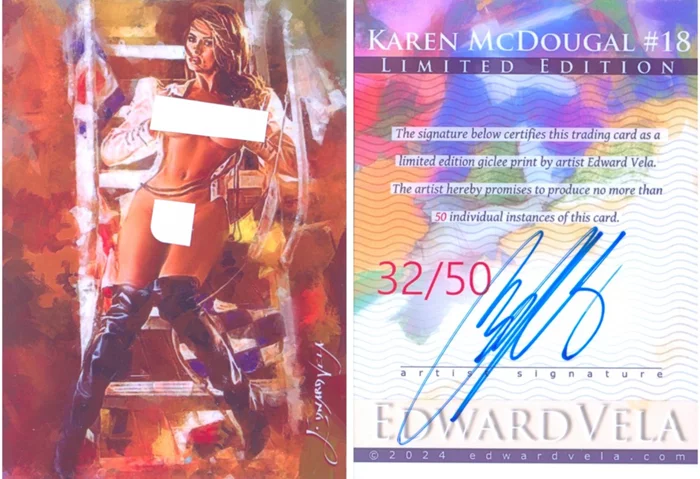 KAREN MCDOUGAL #18
LIMITED EDITION
The signature below certifies this trading card as a
limited edition giclee print by artist Edward Vela.
The artist hereby promises to produce no more than
50 individual instances of this card.
32/50
artist signature
EDWARDVELA
©2024 edwardvela.com